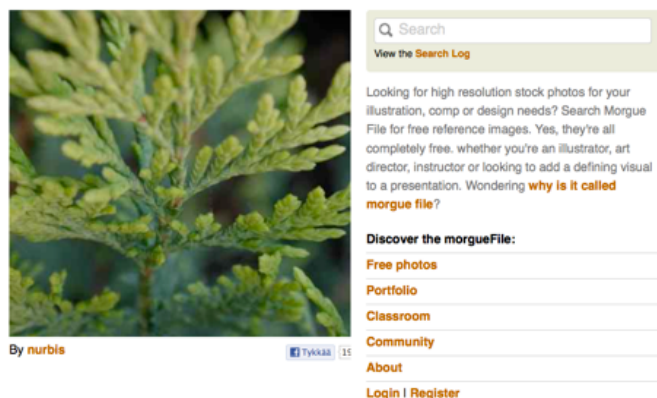 Search
View the Search Log
Looking for high resolution stock photos for your
illustration, comp or design needs? Search Morgue
File for free reference images. Yes, they're all
completely free. whether you're an illustrator, art
director, instructor or looking to add a defining visual
to a presentation. Wondering why is it called
morgue file?
Discover the morgueFile:
Free photos
Portfolio
Classroom
Community
About
Login | Register
By nurbis
Tykkää 19